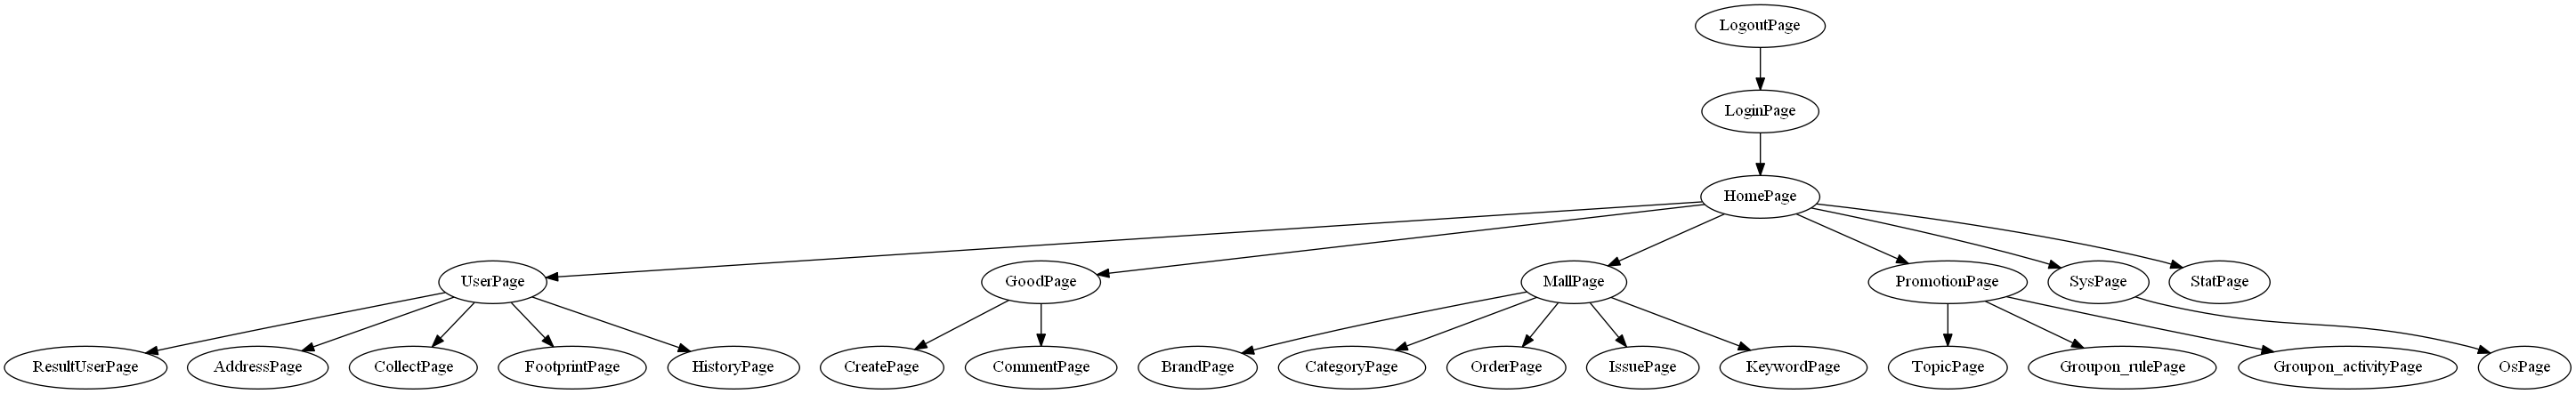 LogoutPage
LoginPage
HomePage
UserPage
GoodPage
MallPage
PromotionPage
SysPage
StatPage
ResultUserPage
AddressPage
CollectPage
FootprintPage
HistoryPage
CreatePage
CommentPage
BrandPage
CategoryPage
OrderPage
IssuePage
KeywordPage
TopicPage
Groupon_rulePage
Groupon_activityPage
OsPage